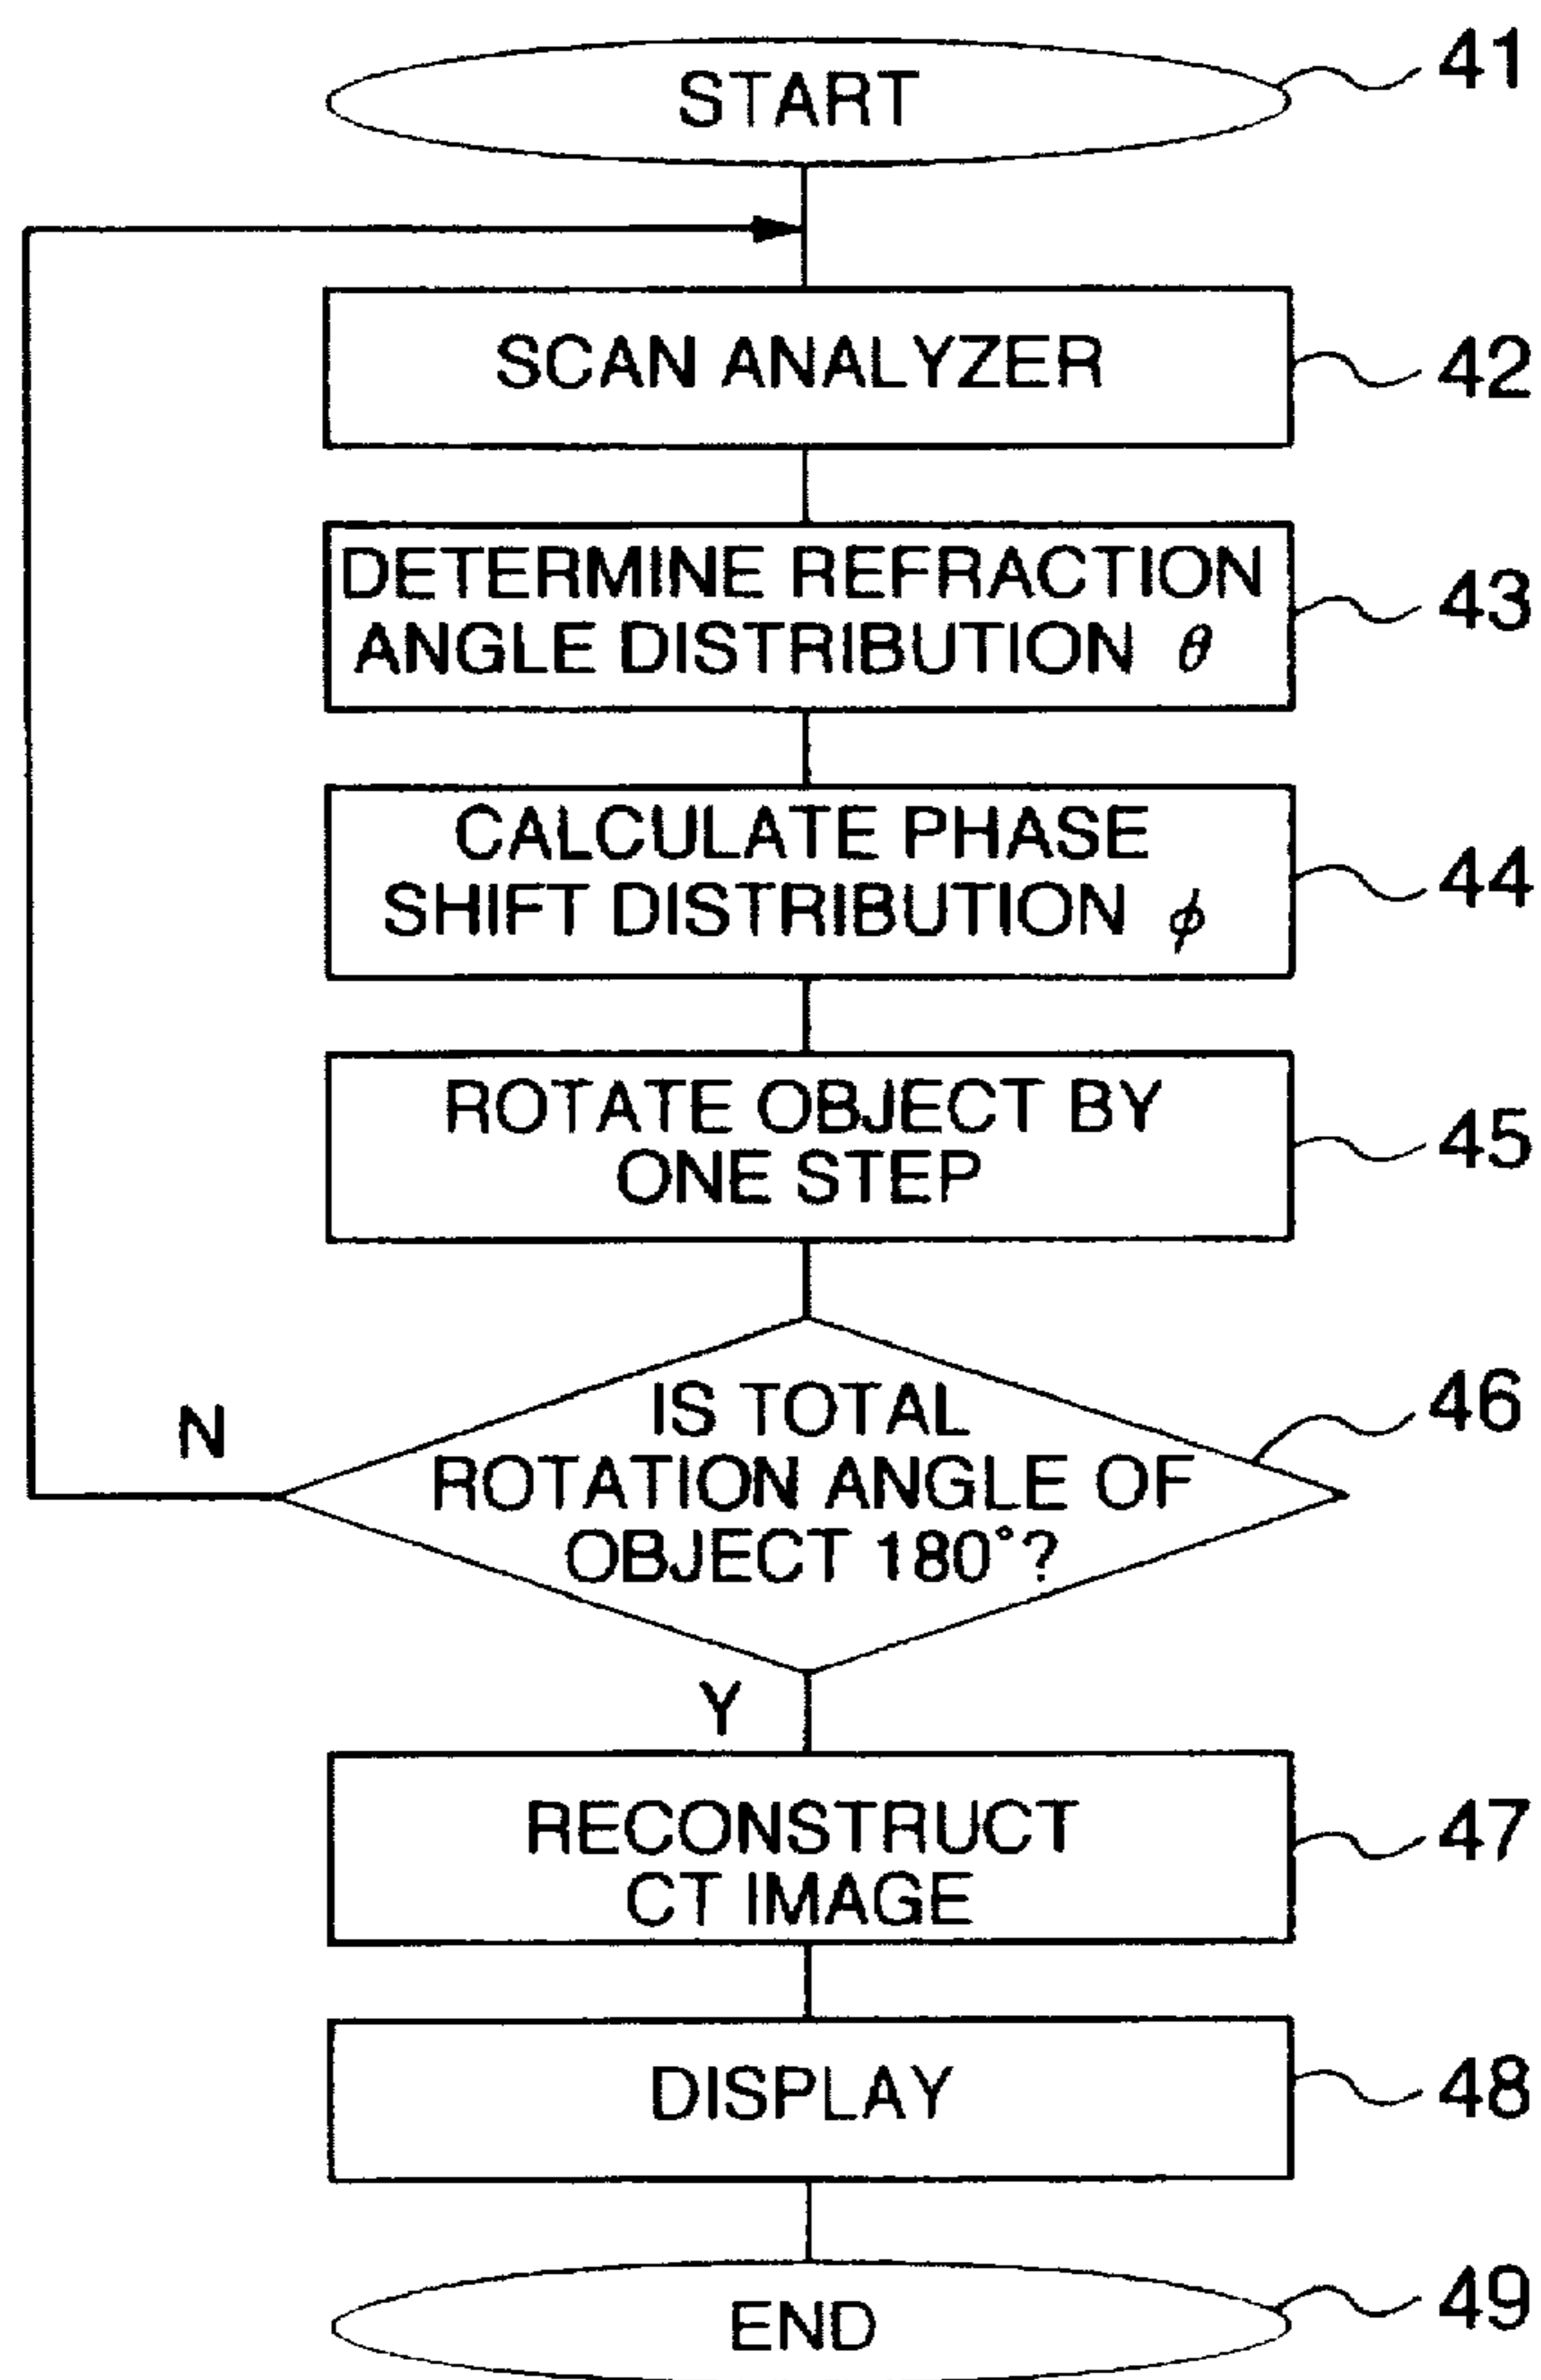 START
41
SCAN ANALYZER
42
DETERMINE REFRACTION
ANGLE DISTRIBUTION θ
43
CALCULATE PHASE
SHIFT DISTRIBUTION ϕ
44
ROTATE OBJECT BY
ONE STEP
45
IS TOTAL
ROTATION ANGLE OF
OBJECT 180°?
46
N
Y
RECONSTRUCT
CT IMAGE
47
DISPLAY
48
END
49